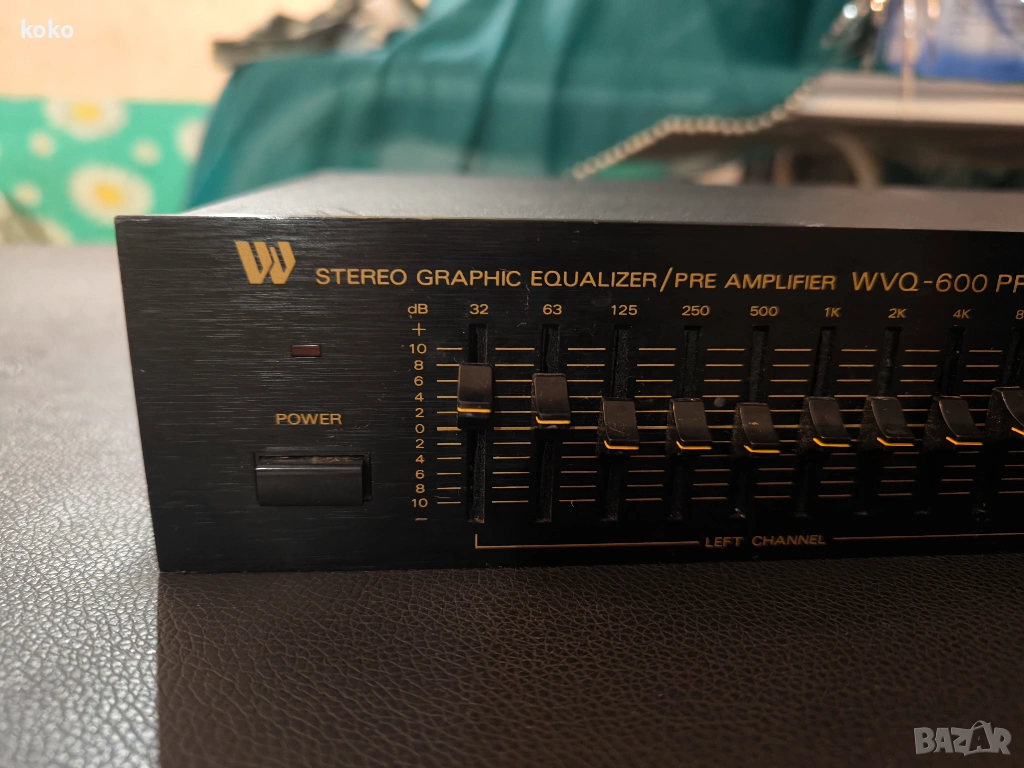 koko
W STEREO GRAPHIC EQUALIZER/PRE AMPLIFIER WVQ-600
dB 32 63 125 250 500 1K 2K 4K
+
10
8
6
4
2
0
2
4
6
8
10
−
POWER
LEFT CHANNEL
BAZAR